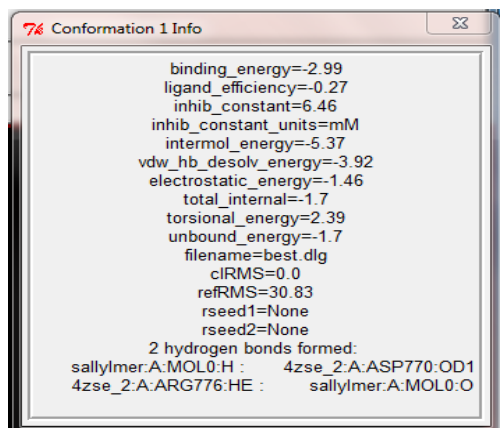 Conformation 1 Info
binding_energy=-2.99
ligand_efficiency=-0.27
inhib_constant=6.46
inhib_constant_units=mM
intermol_energy=-5.37
vdw_hb_desolv_energy=-3.92
electrostatic_energy=-1.46
total_internal=-1.7
torsional_energy=2.39
unbound_energy=-1.7
filename=best.dlg
clRMS=0.0
refRMS=30.83
rseed1=None
rseed2=None
2 hydrogen bonds formed:
sallylmer:A:MOL0:H : 4zse_2:A:ASP770:OD1
4zse_2:A:ARG776:HE : sallylmer:A:MOL0:O